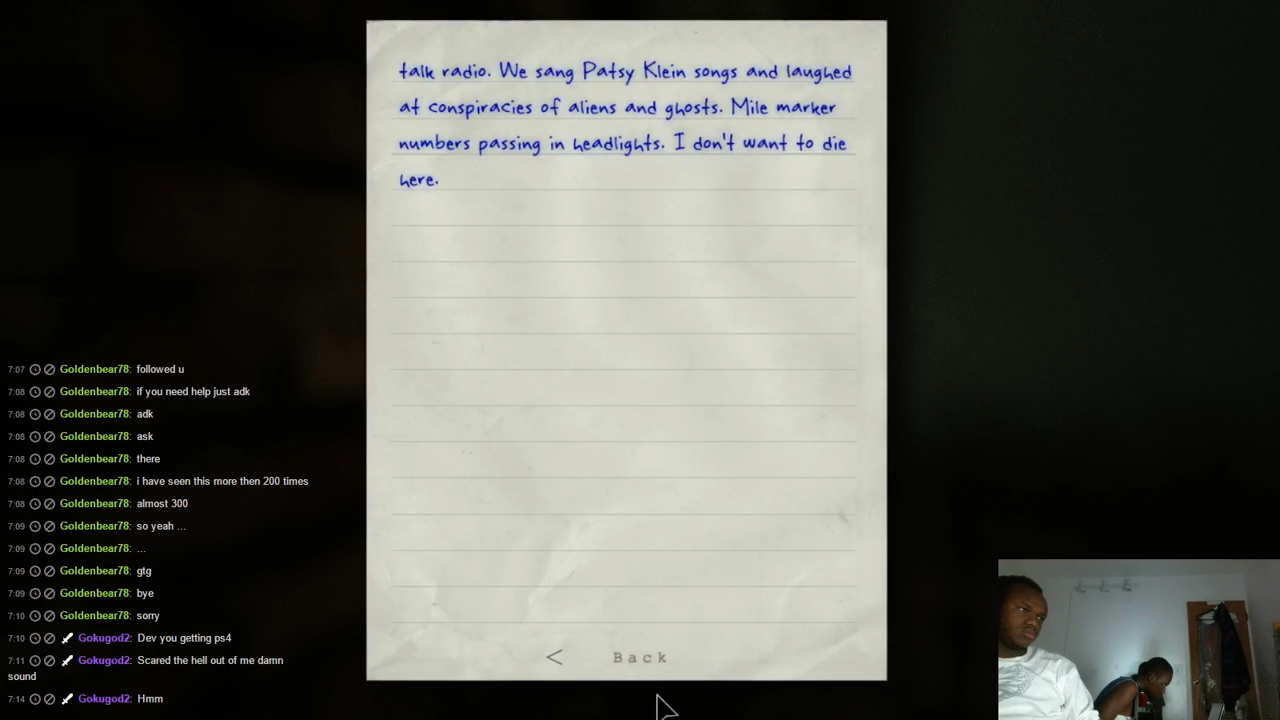 talk radio. We sang Patsy Klein songs and laughed
at conspiracies of aliens and ghosts. Mile marker
numbers passing in headlights. I don't want to die
here.
< Back
7:07 Goldenbear78: followed u
7:08 Goldenbear78: if you need help just adk
7:08 Goldenbear78: adk
7:08 Goldenbear78: ask
7:08 Goldenbear78: there
7:08 Goldenbear78: i have seen this more then 200 times
7:08 Goldenbear78: almost 300
7:09 Goldenbear78: so yeah ...
7:09 Goldenbear78: ...
7:09 Goldenbear78: gtg
7:09 Goldenbear78: bye
7:10 Goldenbear78: sorry
7:10 Gokugod2: Dev you getting ps4
7:11 Gokugod2: Scared the hell out of me damn
sound
7:14 Gokugod2: Hmm